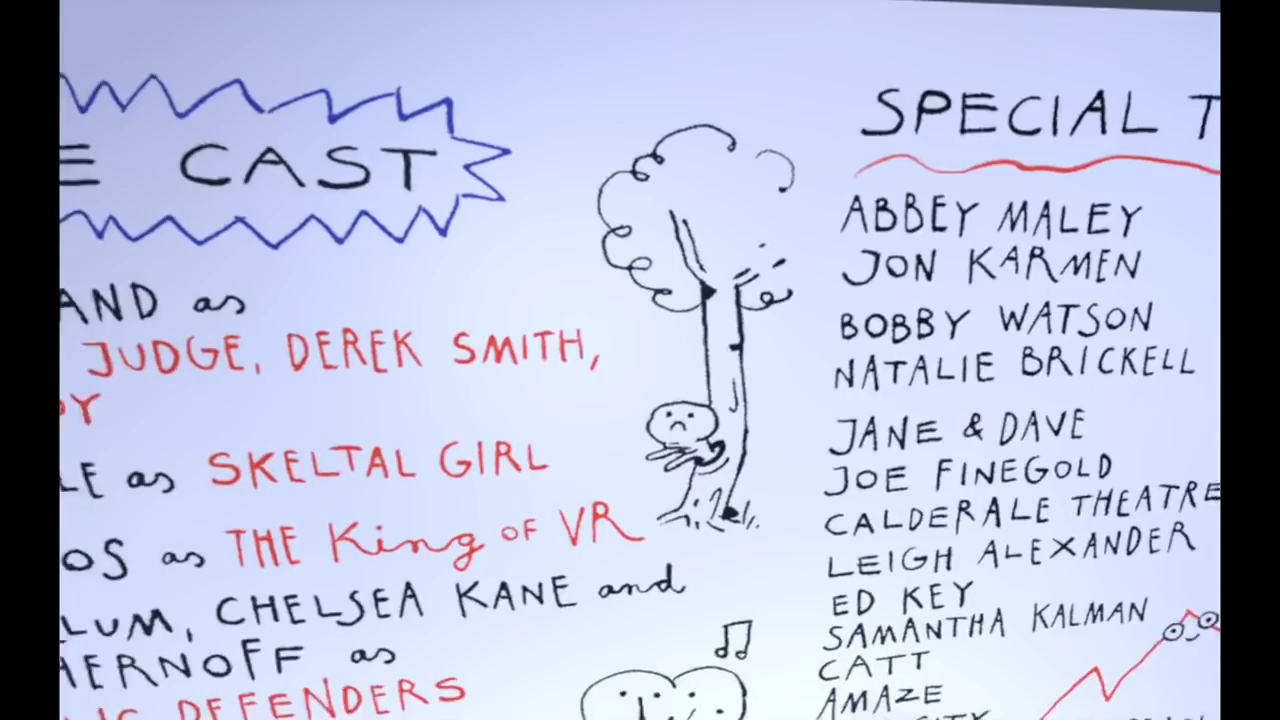 E CAST
AND as
JUDGE, DEREK SMITH,
as SKELTAL GIRL
OS as THE King OF VR
LUM, CHELSEA KANE and
HERNOFF as
DEFENDERS
SPECIAL T
ABBEY MALEY
JON KARMEN
BOBBY WATSON
NATALIE BRICKELL
JANE & DAVE
JOE FINEGOLD
CALDERALE THEATRE
LEIGH ALEXANDER
ED KEY
SAMANTHA KALMAN
CATT
AMAZE